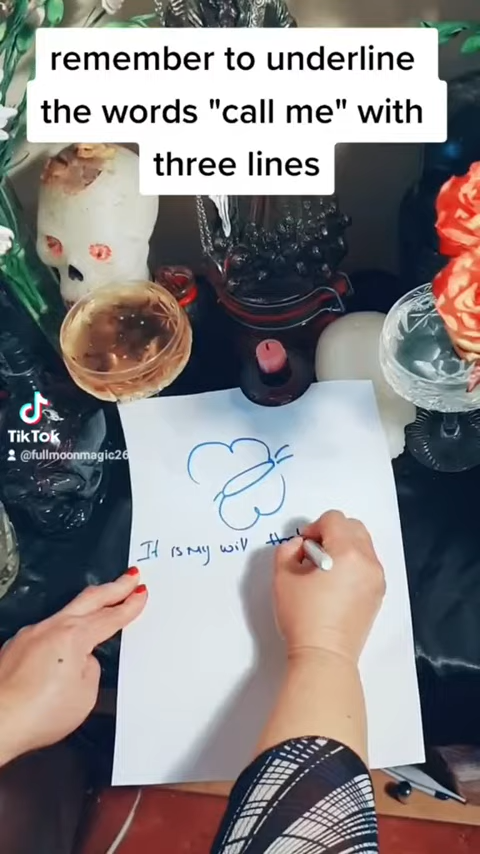 remember to underline
the words "call me" with
three lines
TikTok
@fullmoonmagic26
It is my will